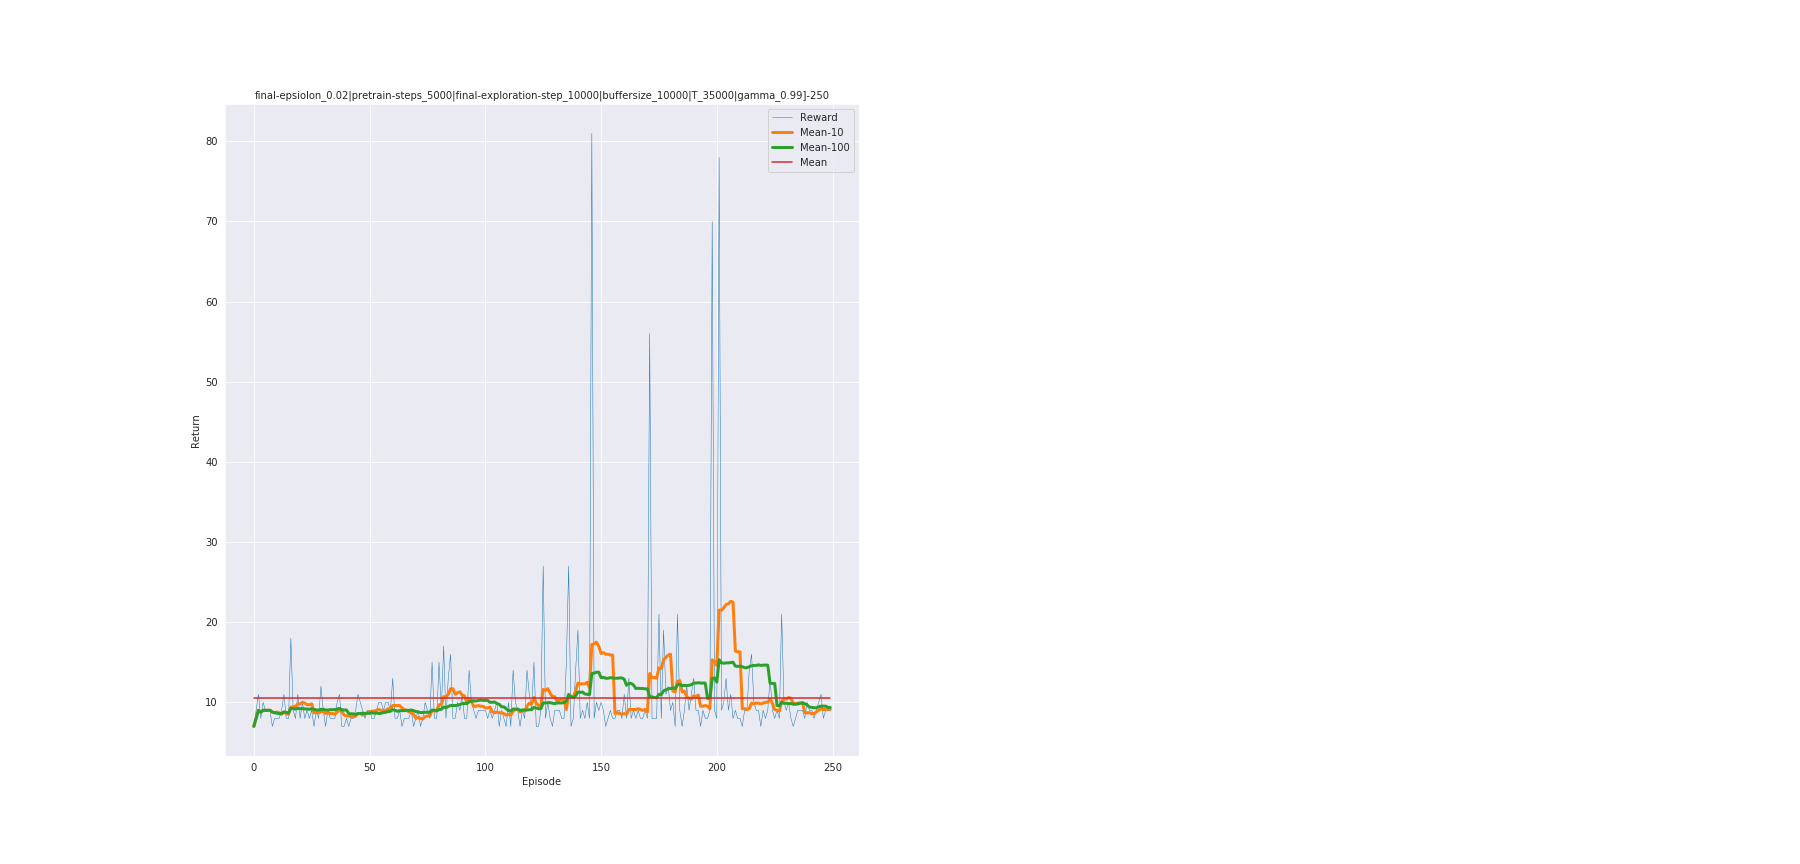 final-epsiolon_0.02|pretrain-steps_5000|final-exploration-step_10000|buffersize_10000|T_35000|gamma_0.99]-250
Reward
Mean-10
Mean-100
Mean
80
70
60
50
40
30
20
10
Return
0 50 100 150 200 250
Episode